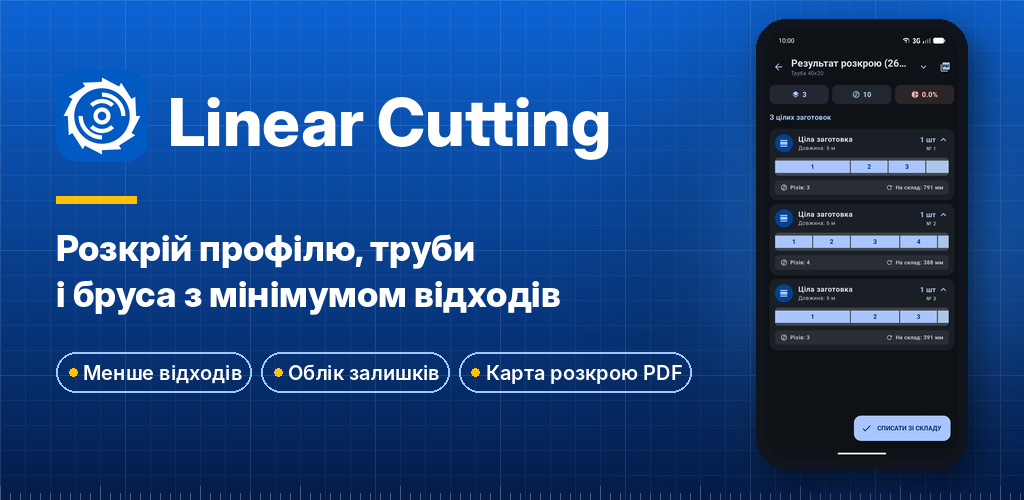 Linear Cutting
Розкрій профілю, труби
і бруса з мінімумом відходів
Менше відходів
Облік залишків
Карта розкрою PDF
10:00
3G
Результат розкрою (26...
Труба 40x20
3
10
0.0%
З цілих заготовок
Ціла заготовка
1 шт
Довжина: 6 м
№ 1
1 2 3
Різів: 3
На склад: 791 мм
Ціла заготовка
1 шт
Довжина: 6 м
№ 2
1 2 3 4
Різів: 4
На склад: 388 мм
Ціла заготовка
1 шт
Довжина: 6 м
№ 3
1 2 3
Різів: 3
На склад: 391 мм
СПИСАТИ ЗІ СКЛАДУ